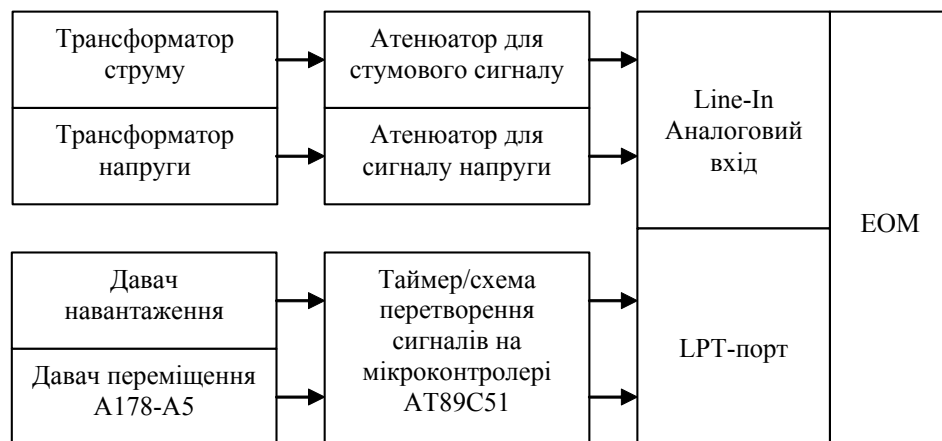 Трансформатор
струму
Атенюатор для
стумового сигналу
Трансформатор
напруги
Атенюатор для
сигналу напруги
Line-In
Аналоговий
вхід
ЕОМ
Давач
навантаження
Давач переміщення
А178-А5
Таймер/схема
перетворення
сигналів на
мікроконтролері
АТ89С51
LPT-порт